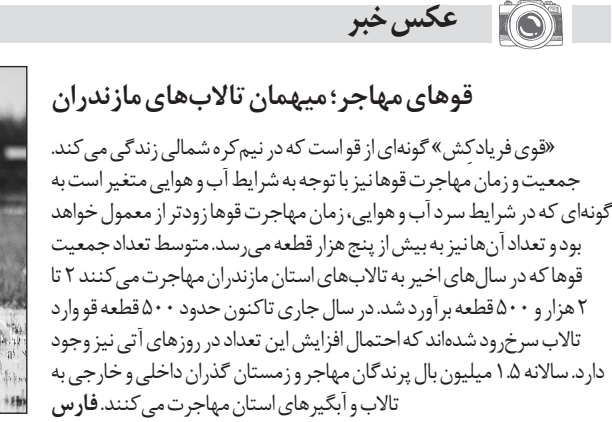 عکس خبر
قوهای مهاجر؛ میهمان تالاب‌های مازندران
«قوی فریادکِش» گونه‌ای از قو است که در نیم‌کره شمالی زندگی می‌کند.
جمعیت و زمان مهاجرت قوها نیز با توجه به شرایط آب و هوایی متغیر است به
گونه‌ای که در شرایط سرد آب و هوایی، زمان مهاجرت قوها زودتر از معمول خواهد
بود و تعداد آن‌ها نیز به بیش از پنج هزار قطعه می‌رسد. متوسط تعداد جمعیت
قوها که در سال‌های اخیر به تالاب‌های استان مازندران مهاجرت می‌کنند ۲ تا
۲ هزار و ۵۰۰ قطعه برآورد شد. در سال جاری تاکنون حدود ۵۰۰ قطعه قو وارد
تالاب سرخ‌رود شده‌اند که احتمال افزایش این تعداد در روزهای آتی نیز وجود
دارد. سالانه ۱.۵ میلیون بال پرندگان مهاجر و زمستان گذران داخلی و خارجی به
تالاب و آبگیرهای استان مهاجرت می‌کنند. فارس